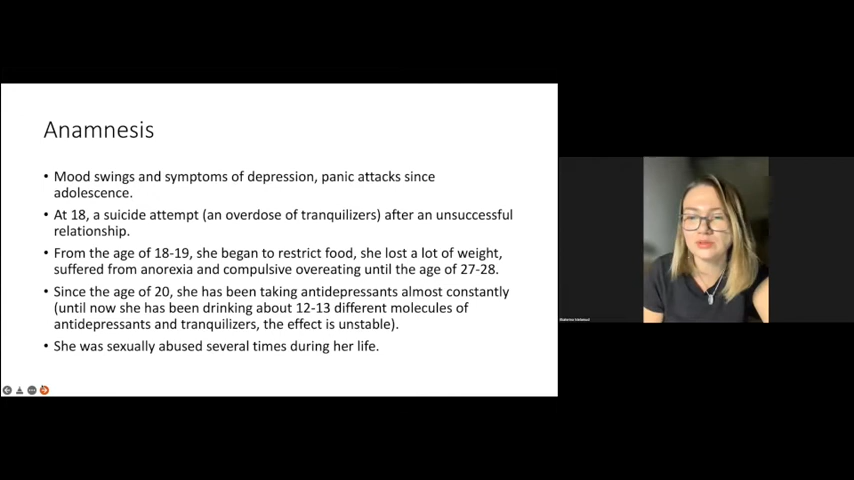 Anamnesis
• Mood swings and symptoms of depression, panic attacks since
adolescence.
• At 18, a suicide attempt (an overdose of tranquilizers) after an unsuccessful
relationship.
• From the age of 18-19, she began to restrict food, she lost a lot of weight,
suffered from anorexia and compulsive overeating until the age of 27-28.
• Since the age of 20, she has been taking antidepressants almost constantly
(until now she has been drinking about 12-13 different molecules of
antidepressants and tranquilizers, the effect is unstable).
• She was sexually abused several times during her life.